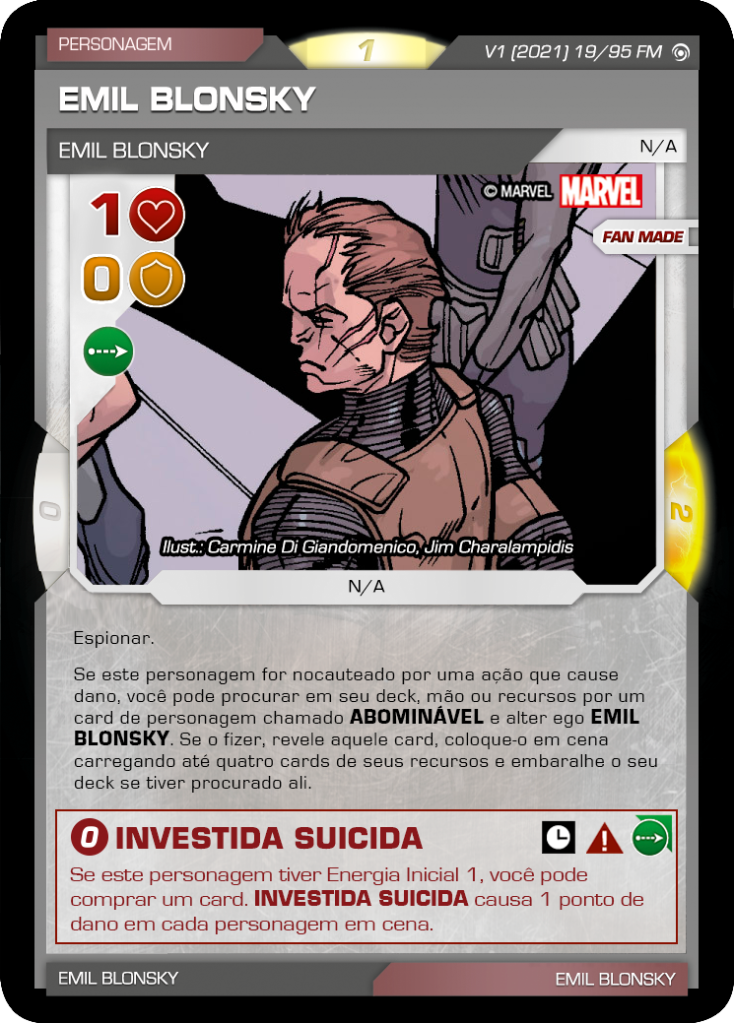 PERSONAGEM
1
V1 (2021) 19/95 FM
EMIL BLONSKY
EMIL BLONSKY
N/A
© MARVEL MARVEL
1
FAN MADE
0
0
2
Ilust.: Carmine Di Giandomenico, Jim Charalampidis
N/A
Espionar.
Se este personagem for nocauteado por uma ação que cause
dano, você pode procurar em seu deck, mão ou recursos por um
card de personagem chamado ABOMINÁVEL e alter ego EMIL
BLONSKY. Se o fizer, revele aquele card, coloque-o em cena
carregando até quatro cards de seus recursos e embaralhe o seu
deck se tiver procurado ali.
0 INVESTIDA SUICIDA
Se este personagem tiver Energia Inicial 1, você pode
comprar um card. INVESTIDA SUICIDA causa 1 ponto de
dano em cada personagem em cena.
EMIL BLONSKY
EMIL BLONSKY